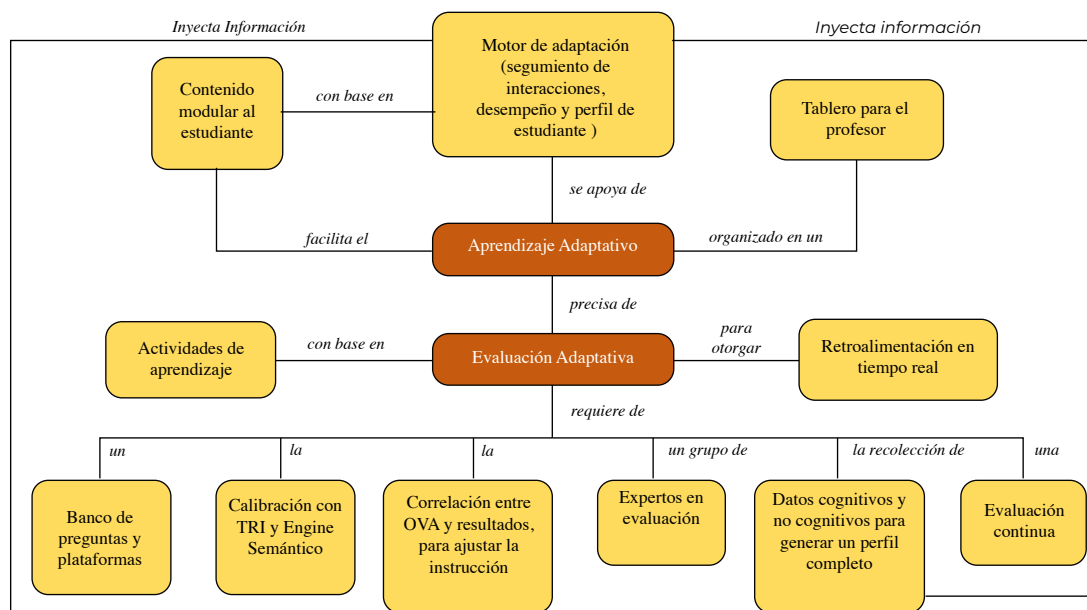 Inyecta Información
Inyecta información
Motor de adaptación
(segumiento de
interacciones,
desempeño y perfil de
estudiante )
Contenido
modular al
estudiante
con base en
Tablero para el
profesor
se apoya de
facilita el
Aprendizaje Adaptativo
organizado en un
precisa de
Actividades de
aprendizaje
con base en
Evaluación Adaptativa
para
otorgar
Retroalimentación en
tiempo real
requiere de
un
la
la
un grupo de
la recolección de
una
Banco de
preguntas y
plataformas
Calibración con
TRI y Engine
Semántico
Correlación entre
OVA y resultados,
para ajustar la
instrucción
Expertos en
evaluación
Datos cognitivos y
no cognitivos para
generar un perfil
completo
Evaluación
continua